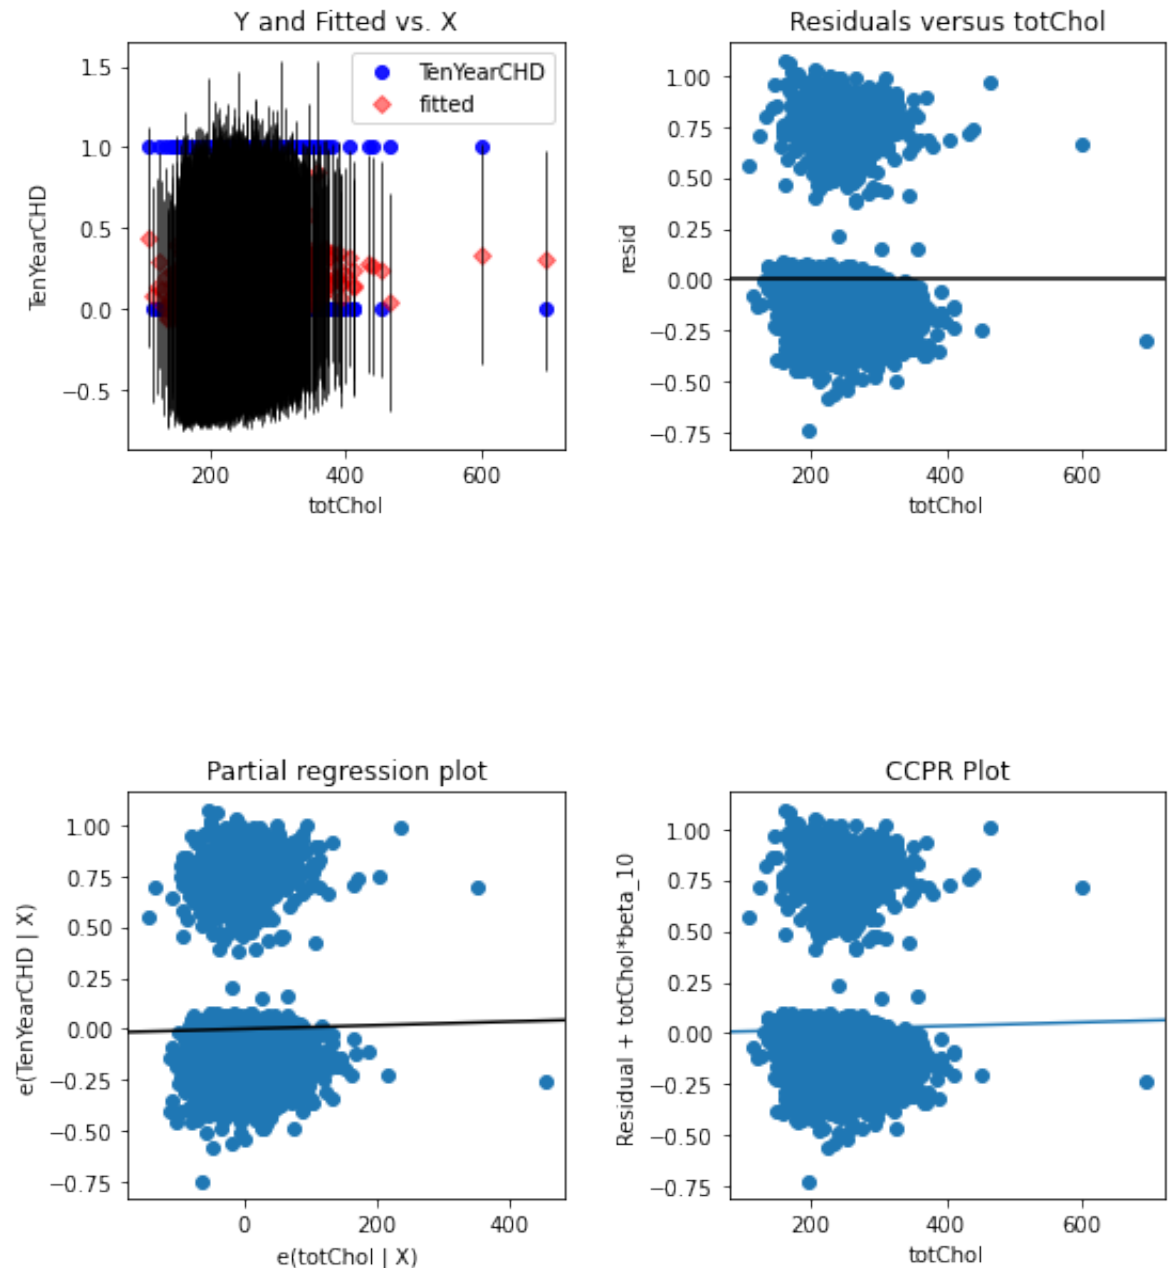 Y and Fitted vs. X
TenYearCHD
1.5
1.0
0.5
0.0
−0.5
TenYearCHD
fitted
200
400
600
totChol
Residuals versus totChol
resid
1.00
0.75
0.50
0.25
0.00
−0.25
−0.50
−0.75
200
400
600
totChol
Partial regression plot
e(TenYearCHD | X)
1.00
0.75
0.50
0.25
0.00
−0.25
−0.50
−0.75
0
200
400
e(totChol | X)
CCPR Plot
Residual + totChol*beta_10
1.00
0.75
0.50
0.25
0.00
−0.25
−0.50
−0.75
200
400
600
totChol